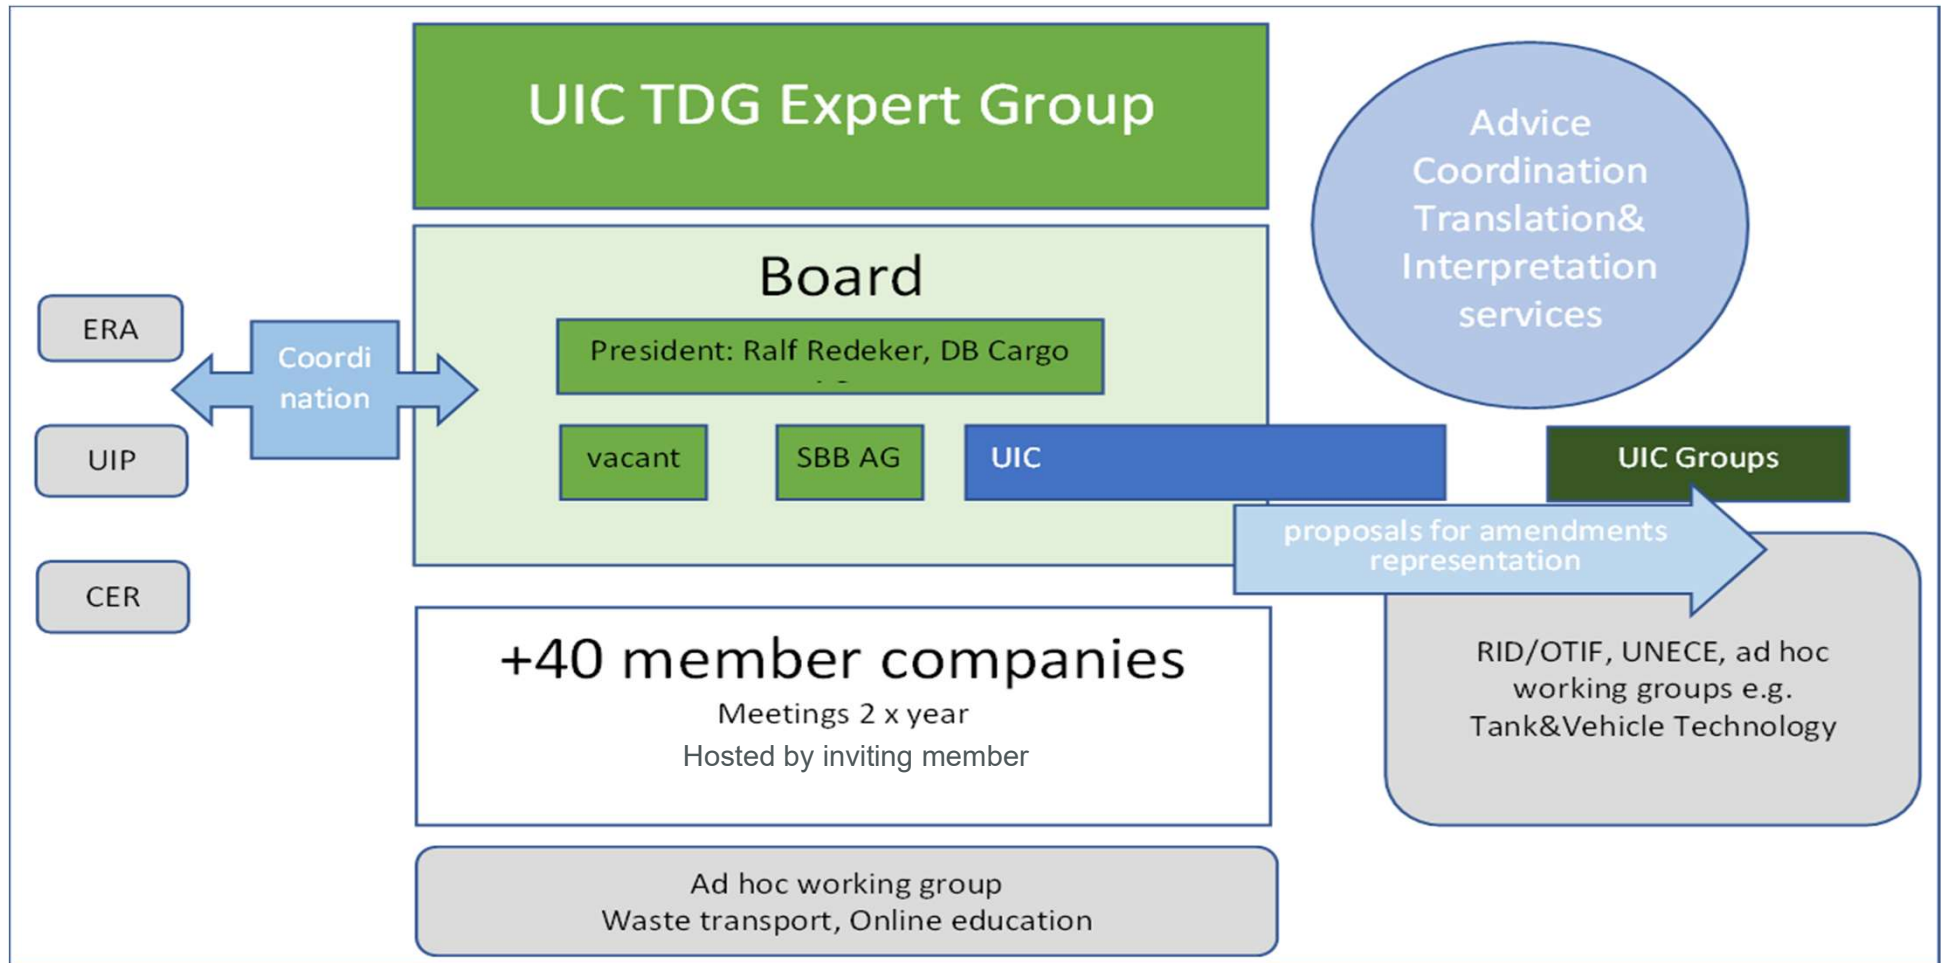 UIC TDG Expert Group
Advice
Coordination
Translation&
Interpretation
services
Board
President: Ralf Redeker, DB Cargo
ERA
Coordi
nation
vacant
SBB AG
UIC
UIC Groups
UIP
proposals for amendments
representation
CER
+40 member companies
Meetings 2 x year
Hosted by inviting member
RID/OTIF, UNECE, ad hoc
working groups e.g.
Tank&Vehicle Technology
Ad hoc working group
Waste transport, Online education